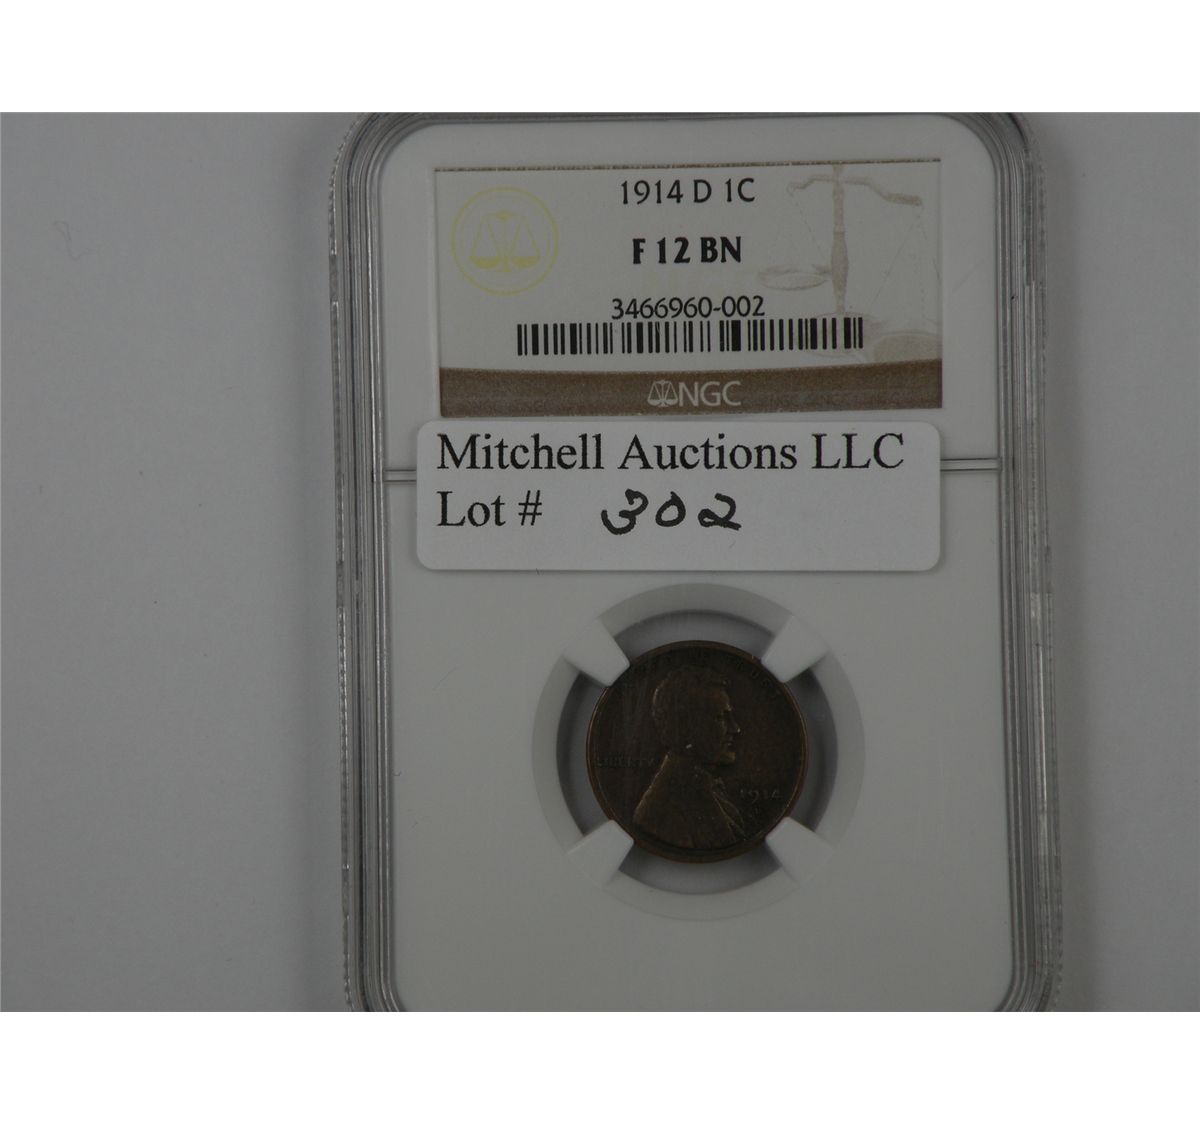 1914 D 1C
F 12 BN
3466960-002
NGC
Mitchell Auctions LLC
Lot # 302
LIBERTY
1914